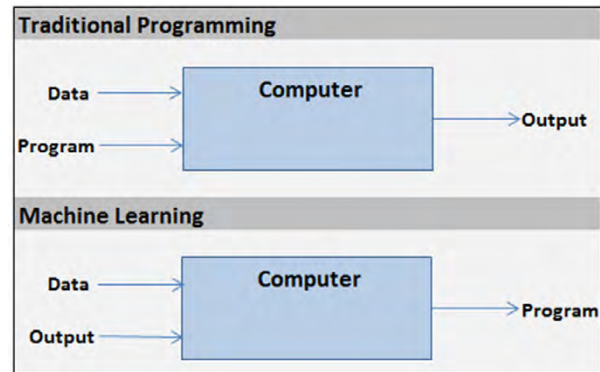 Traditional Programming
Computer
Data
Output
Program
Machine Learning
Computer
Data
Program
Output